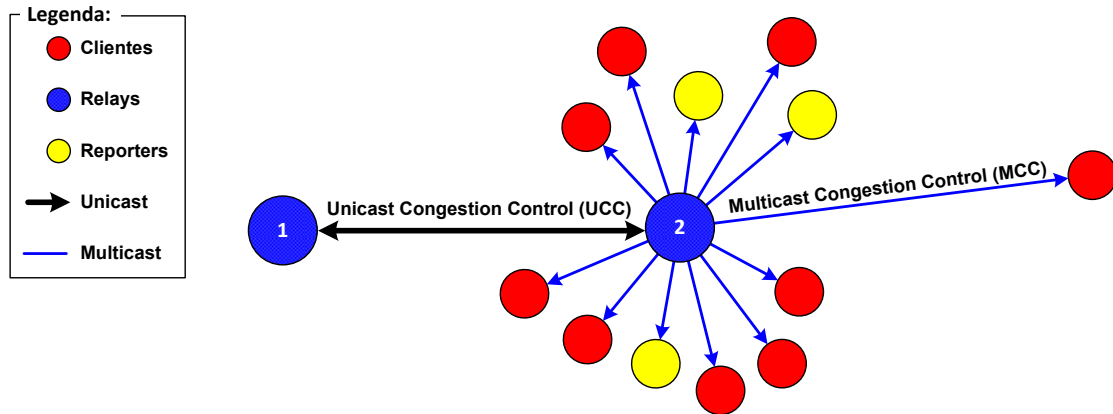 Legenda:
Clientes
Relays
Reporters
Unicast
Multicast
1
Unicast Congestion Control (UCC)
2
Multicast Congestion Control (MCC)